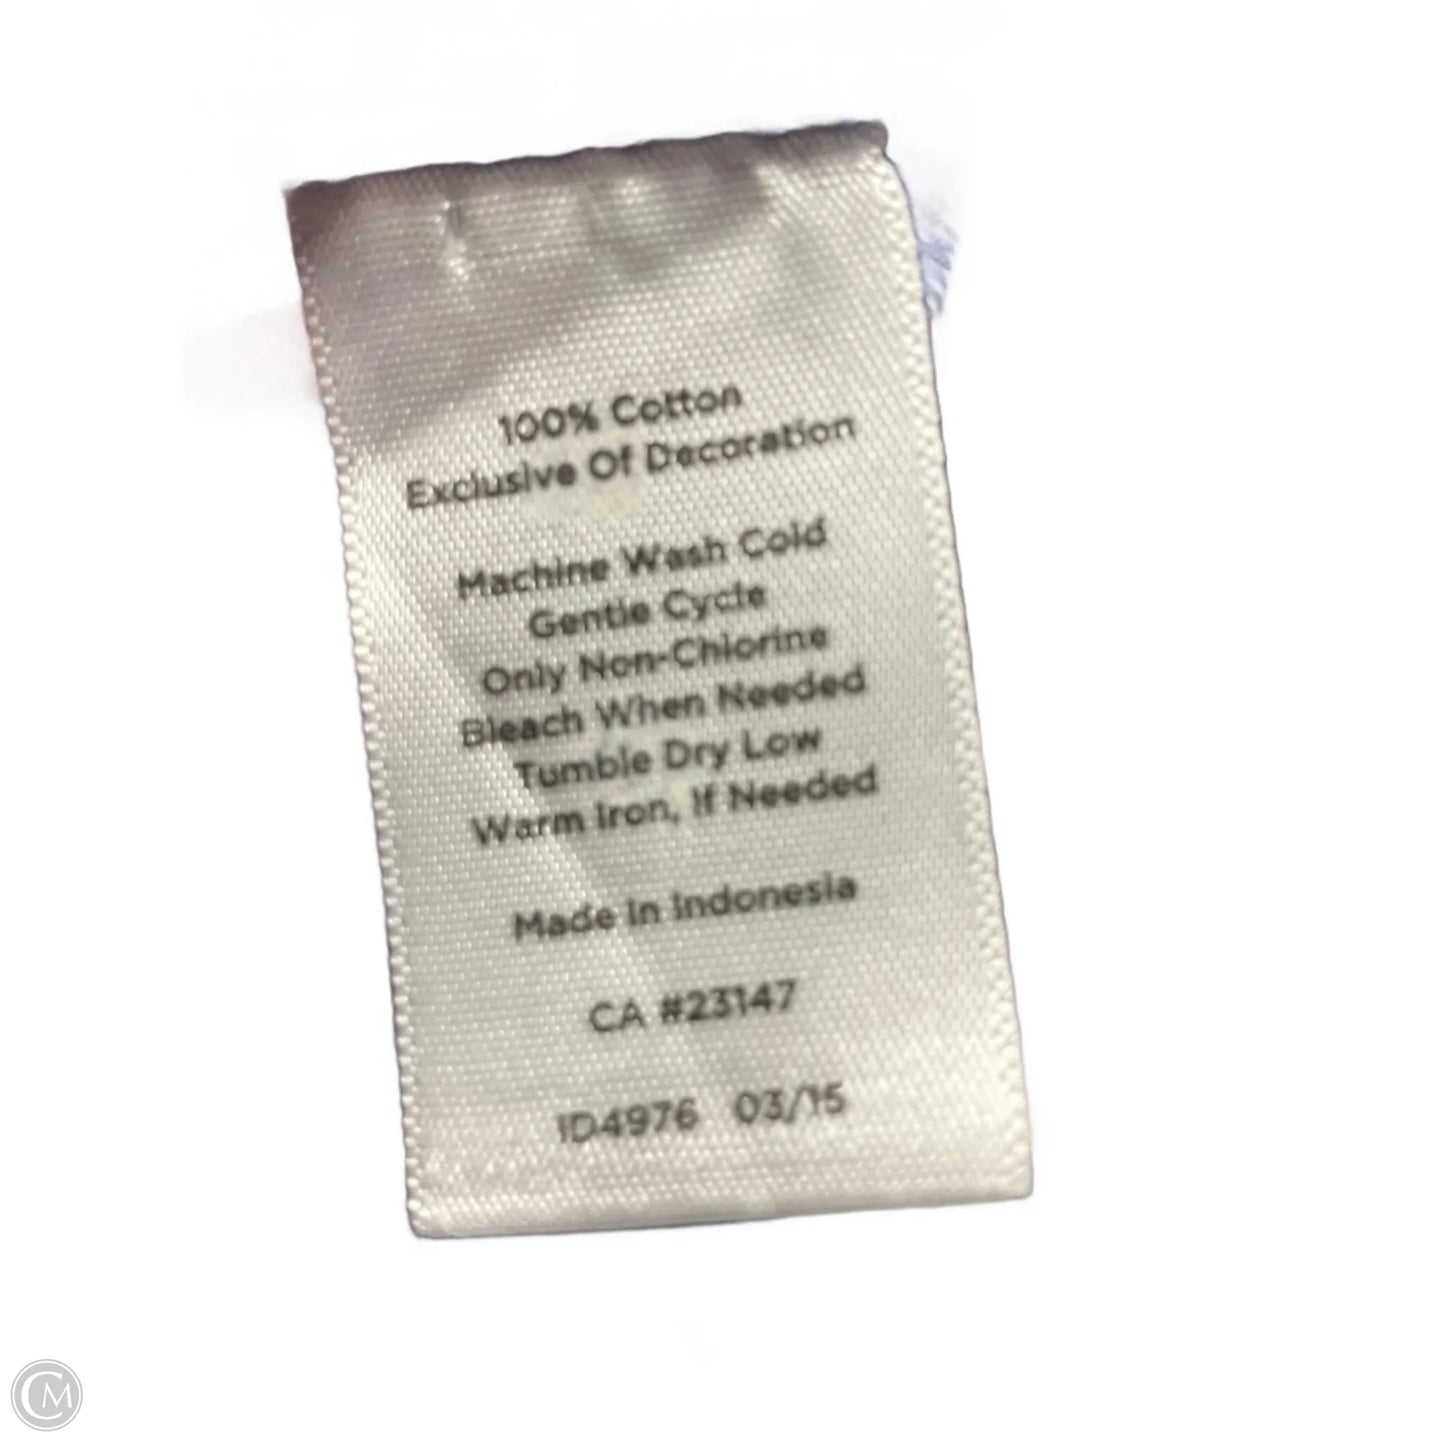 100% Cotton
Exclusive Of Decoration
Machine Wash Cold
Gentle Cycle
Only Non-Chlorine
Bleach When Needed
Tumble Dry Low
Warm Iron, If Needed
Made In Indonesia
CA #23147
ID4976 03/15
CM